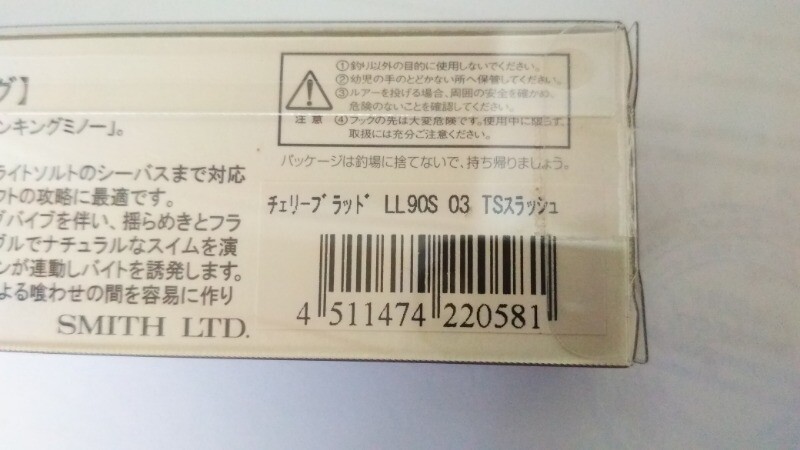 グ】
ンキングミノー」。
ライトソルトのシーバスまで対応
フトの攻略に最適です。
グバイブを伴い、揺らめきとフラ
ブルでナチュラルなスイムを演
ンが連動しバイトを誘発します。
よる喰わせの間を容易に作り
SMITH LTD.
注意
①釣り以外の目的に使用しないでください。
②幼児の手のとどかない所へ保管してください。
③ルアーを投げる場合、周囲の安全を確かめ、
危険のないことを確認してください。
④フックの先は大変危険です。使用中に限らず、
取扱には充分ご注意ください。
パッケージは釣場に捨てないで、持ち帰りましょう。
チェリーブラッド LL90S 03 TSスラッシュ
4 511474 220581